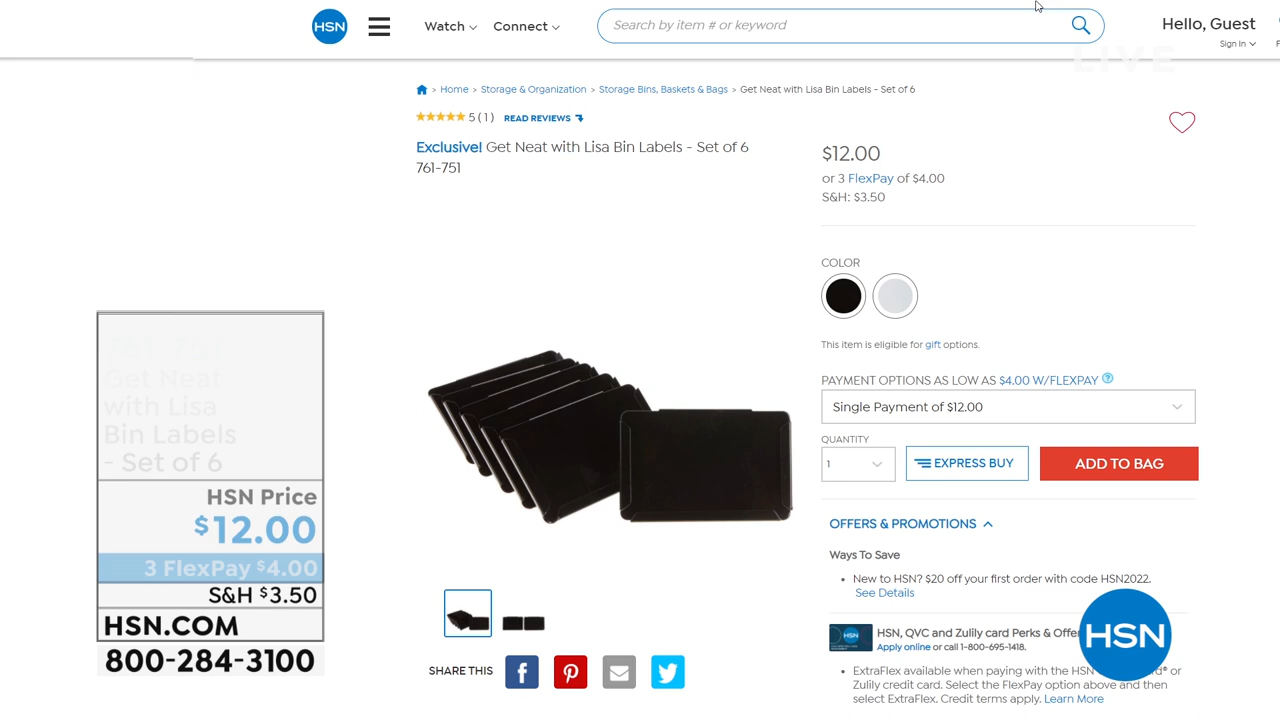 HSN
Watch
Connect
Search by item # or keyword
Hello, Guest
Sign In
LIVE
> Home > Storage & Organization > Storage Bins, Baskets & Bags > Get Neat with Lisa Bin Labels - Set of 6
5 ( 1 ) READ REVIEWS
Exclusive! Get Neat with Lisa Bin Labels - Set of 6
761-751
$12.00
or 3 FlexPay of $4.00
S&H: $3.50
COLOR
This item is eligible for gift options.
PAYMENT OPTIONS AS LOW AS $4.00 W/FLEXPAY ?
Single Payment of $12.00
QUANTITY
1
EXPRESS BUY
ADD TO BAG
OFFERS & PROMOTIONS
Ways To Save
• New to HSN? $20 off your first order with code HSN2022.
See Details
HSN
HSN, QVC and Zulily card Perks & Offe
Apply online or call 1-800-695-1418.
• ExtraFlex available when paying with the HSN d® or
Zulily credit card. Select the FlexPay option above and then
select ExtraFlex. Credit terms apply. Learn More
HSN
SHARE THIS
761-751
Get Neat
with Lisa
Bin Labels
- Set of 6
HSN Price
$12.00
3 FlexPay $4.00
S&H $3.50
HSN.COM
800-284-3100